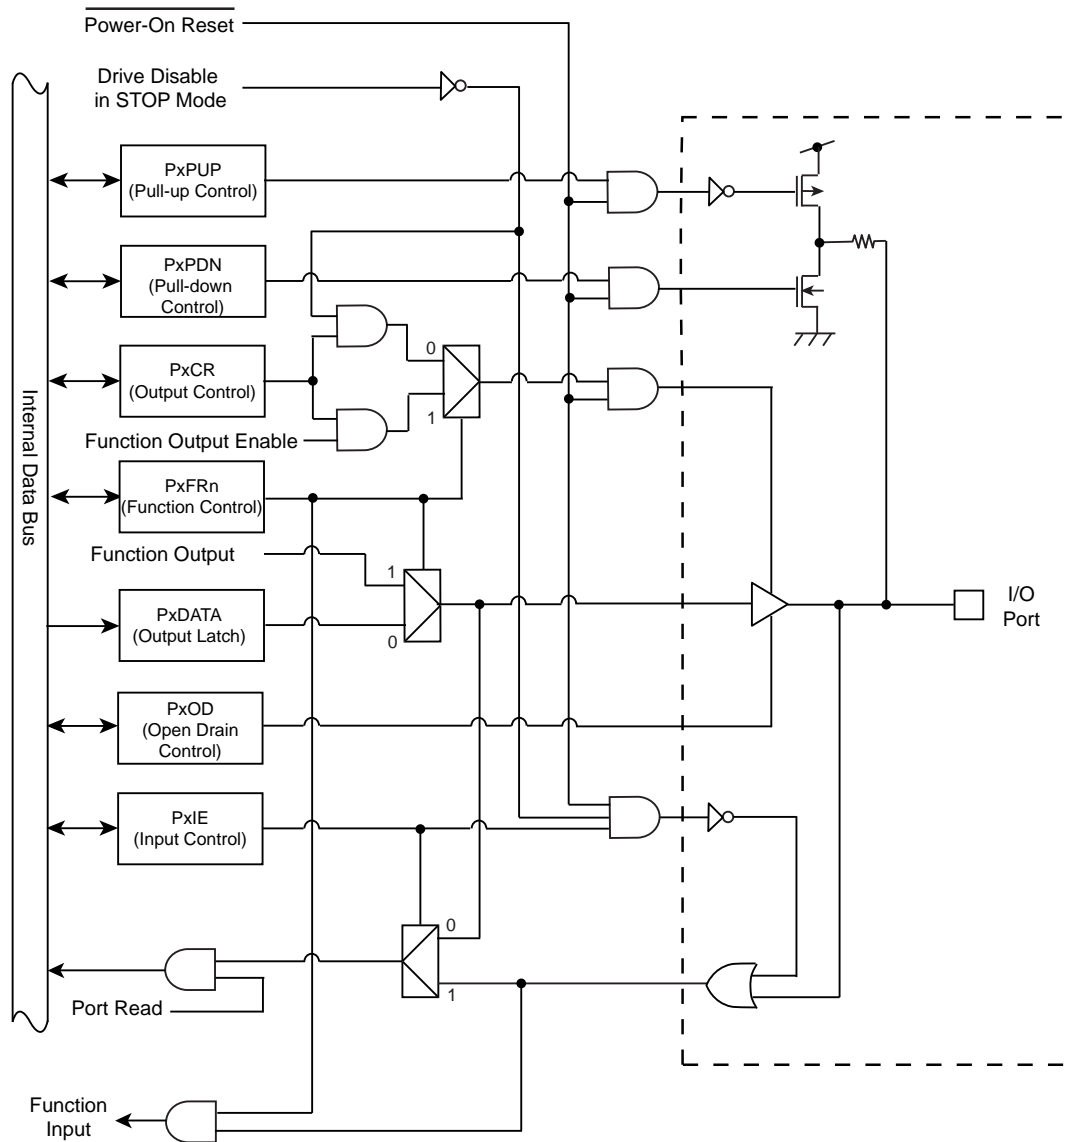 Power-On Reset
Drive Disable
in STOP Mode
PxPUP
(Pull-up Control)
PxPDN
(Pull-down
Control)
PxCR
(Output Control)
0
1
Function Output Enable
Internal Data Bus
PxFRn
(Function Control)
Function Output
1
0
PxDATA
(Output Latch)
I/O
Port
PxOD
(Open Drain
Control)
PxIE
(Input Control)
0
1
Port Read
Function
Input